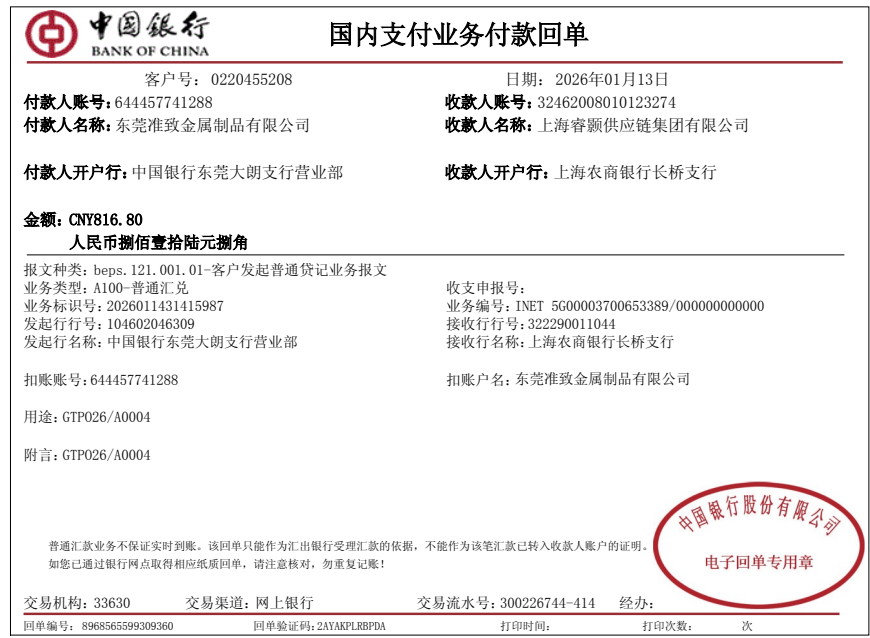 中国银行
BANK OF CHINA
国内支付业务付款回单
客户号: 0220455208 日期: 2026年01月13日
付款人账号: 644457741288 收款人账号: 32462008010123274
付款人名称: 东莞准致金属制品有限公司 收款人名称: 上海睿颢供应链集团有限公司
付款人开户行: 中国银行东莞大朗支行营业部 收款人开户行: 上海农商银行长桥支行
金额: CNY816.80
人民币捌佰壹拾陆元捌角
报文种类: beps.121.001.01-客户发起普通贷记业务报文
业务类型: A100-普通汇兑 收支申报号:
业务标识号: 2026011431415987 业务编号: INET 5G00003700653389/000000000000
发起行行号: 104602046309 接收行行号: 322290011044
发起行名称: 中国银行东莞大朗支行营业部 接收行名称: 上海农商银行长桥支行
扣账账号: 644457741288 扣账户名: 东莞准致金属制品有限公司
用途: GTPO26/A0004
附言: GTPO26/A0004
普通汇款业务不保证实时到账。该回单只能作为汇出银行受理汇款的依据，不能作为该笔汇款已转入收款人账户的证明。
如您已通过银行网点取得相应纸质回单，请注意核对，勿重复记账!
中国银行股份有限公司
电子回单专用章
交易机构: 33630 交易渠道: 网上银行 交易流水号: 300226744-414 经办:
回单编号: 8968565599309360 回单验证码: 2AYAKPLRBPDA 打印时间: 打印次数: 次